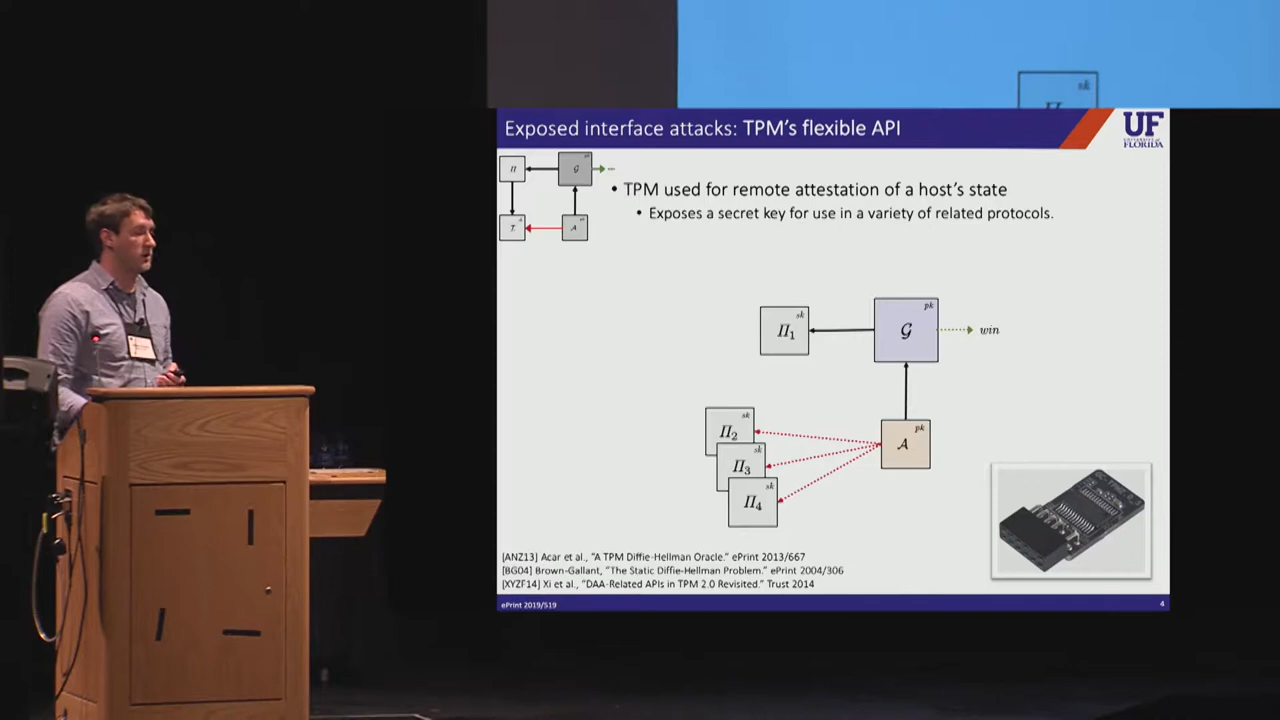 sk
Π
Exposed interface attacks: TPM's flexible API
UF
UNIVERSITY of
FLORIDA
Π
G
I
A
• TPM used for remote attestation of a host's state
• Exposes a secret key for use in a variety of related protocols.
sk
Π1
pk
G
win
sk
Π2
sk
Π3
sk
Π4
pk
A
[ANZ13] Acar et al., "A TPM Diffie-Hellman Oracle." ePrint 2013/667
[BG04] Brown-Gallant, "The Static Diffie-Hellman Problem." ePrint 2004/306
[XYZF14] Xi et al., "DAA-Related APIs in TPM 2.0 Revisited." Trust 2014
ePrint 2019/519
4